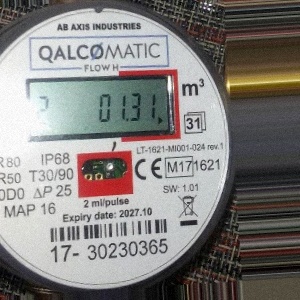 AB AXIS INDUSTRIES
QALCOMATIC
FLOW H
01.31
m³
31
LT-1621-MI001-024 rev.1
R80 IP68
R50 T30/90
0D0 ΔP 25
MAP 16
CE M17 1621
SW: 1.01
2 ml/pulse
Expiry date: 2027.10
17- 30230365